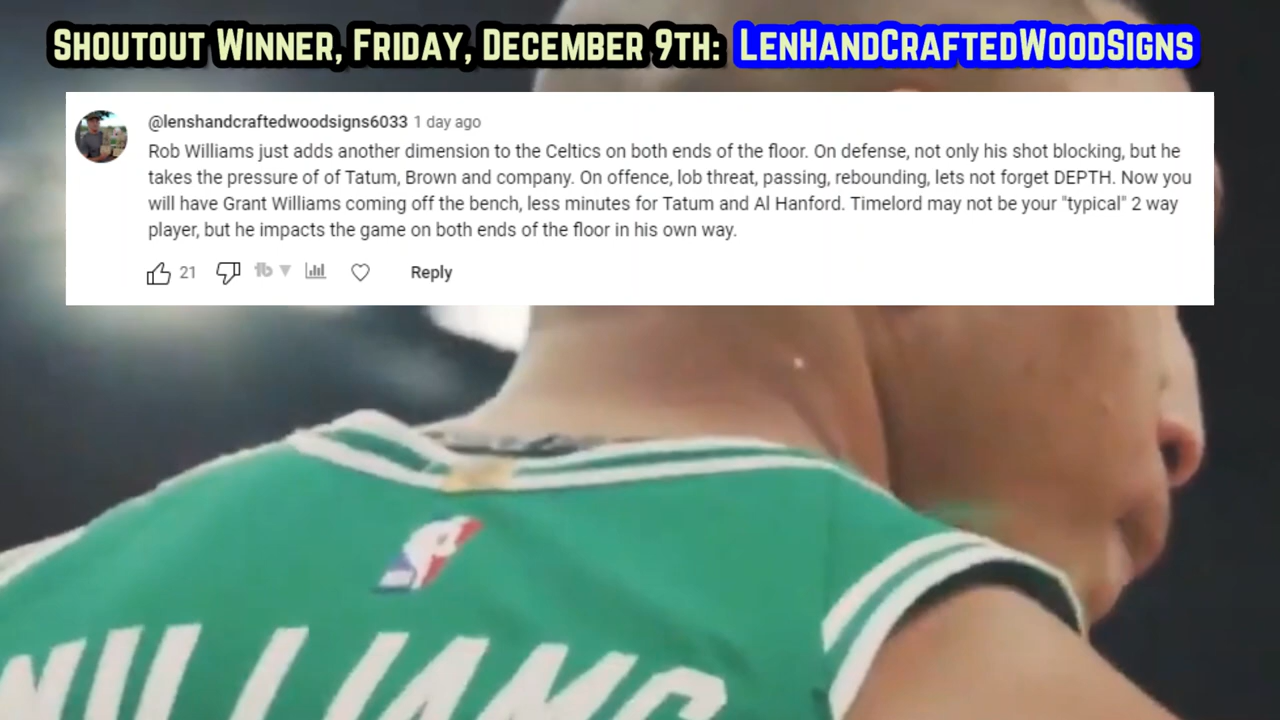 Shoutout Winner, Friday, December 9th: LenHandCraftedWoodSigns
@lenshandcraftedwoodsigns6033 1 day ago
Rob Williams just adds another dimension to the Celtics on both ends of the floor. On defense, not only his shot blocking, but he
takes the pressure of of Tatum, Brown and company. On offence, lob threat, passing, rebounding, lets not forget DEPTH. Now you
will have Grant Williams coming off the bench, less minutes for Tatum and Al Hanford. Timelord may not be your "typical" 2 way
player, but he impacts the game on both ends of the floor in his own way.
21 Reply
WILLIAMS